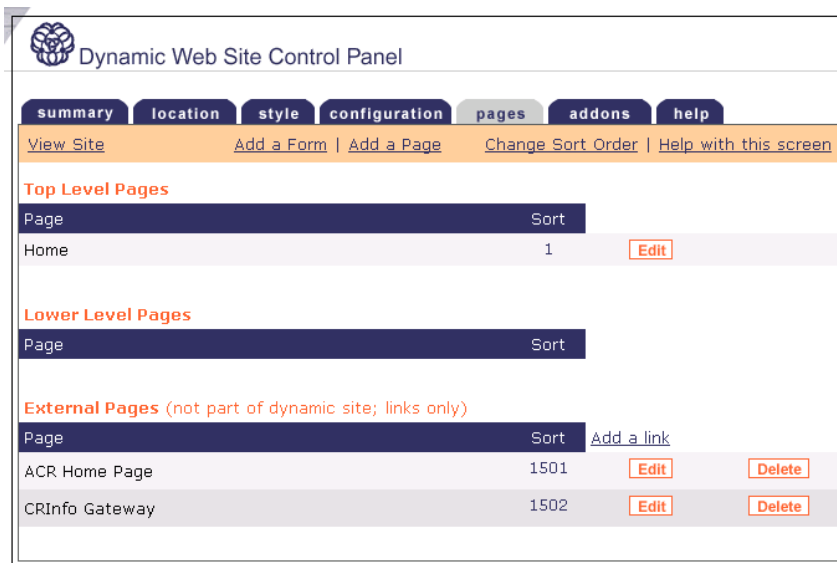 Dynamic Web Site Control Panel
summary location style configuration pages addons help
View Site Add a Form | Add a Page Change Sort Order | Help with this screen
Top Level Pages
Page Sort
Home 1 Edit
Lower Level Pages
Page Sort
External Pages (not part of dynamic site; links only)
Page Sort Add a link
ACR Home Page 1501 Edit Delete
CRInfo Gateway 1502 Edit Delete